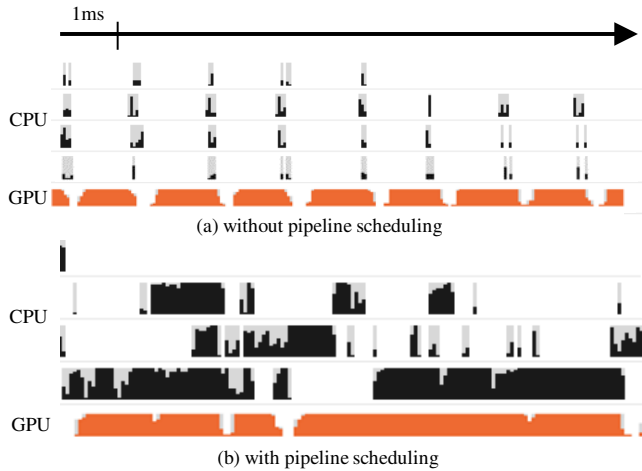 1ms
CPU
GPU
(a) without pipeline scheduling
CPU
GPU
(b) with pipeline scheduling